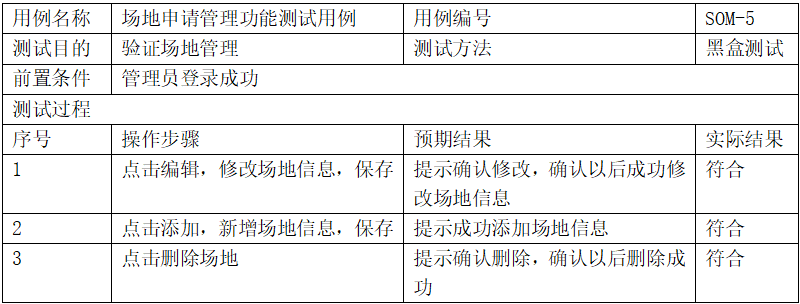 用例名称 场地申请管理功能测试用例 用例编号 SOM-5
测试目的 验证场地管理 测试方法 黑盒测试
前置条件 管理员登录成功
测试过程
序号 操作步骤 预期结果 实际结果
1 点击编辑，修改场地信息，保存 提示确认修改，确认以后成功修 符合
改场地信息
2 点击添加，新增场地信息，保存 提示成功添加场地信息 符合
3 点击删除场地 提示确认删除，确认以后删除成 符合
功